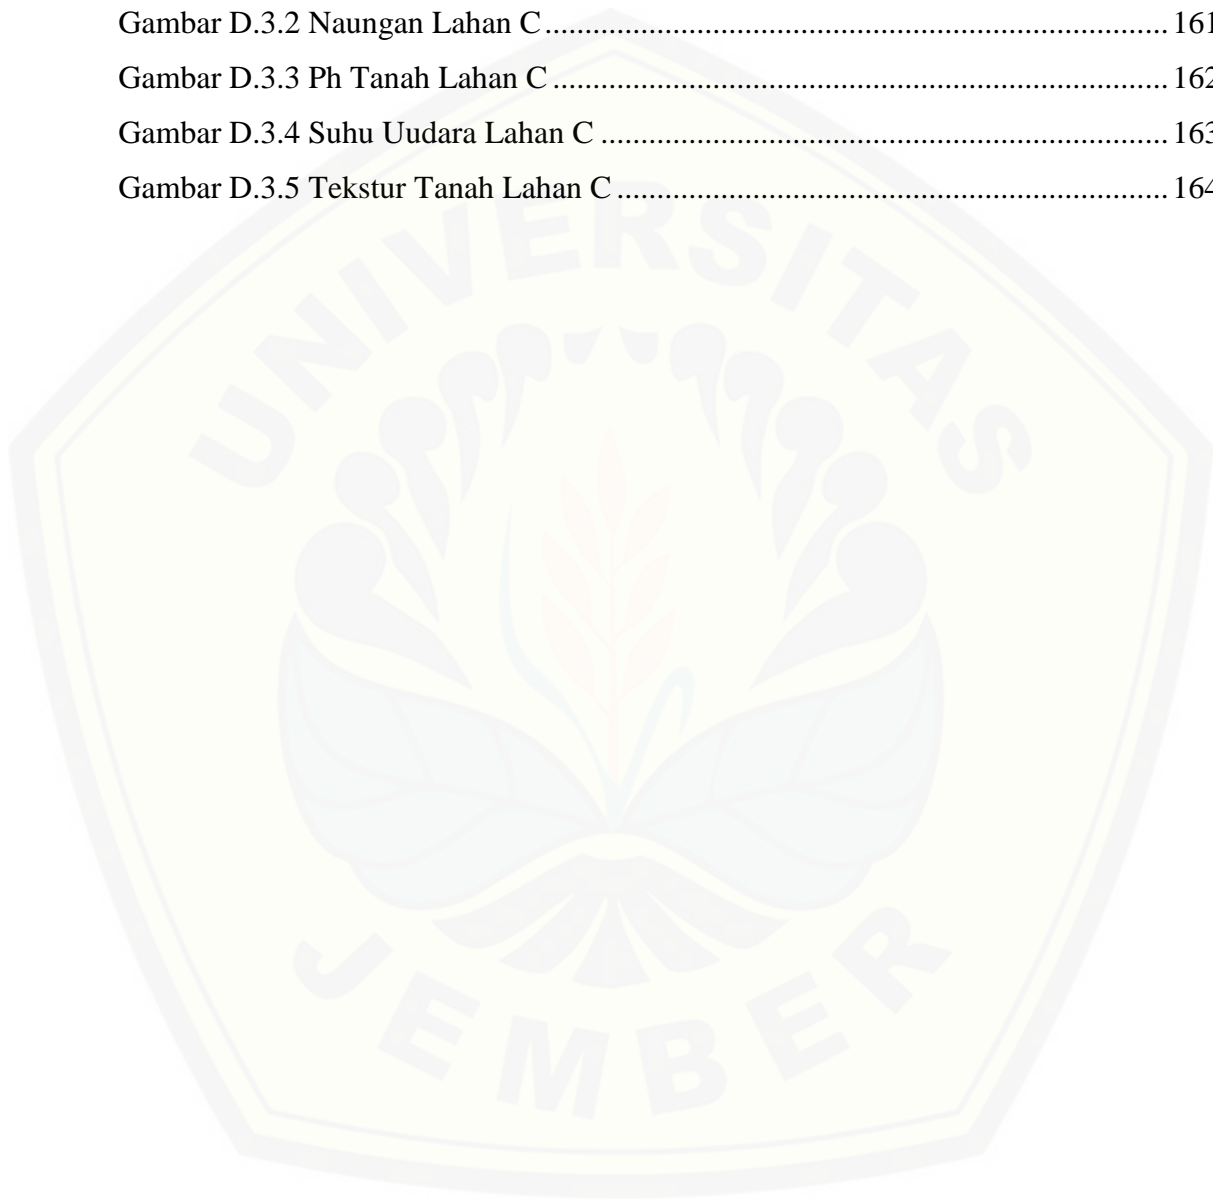 Gambar D.3.2 Naungan Lahan C ............................................................................ 161
Gambar D.3.3 Ph Tanah Lahan C ........................................................................... 162
Gambar D.3.4 Suhu Uudara Lahan C ..................................................................... 163
Gambar D.3.5 Tekstur Tanah Lahan C ................................................................... 164
UNIVERSITAS
JEMBER